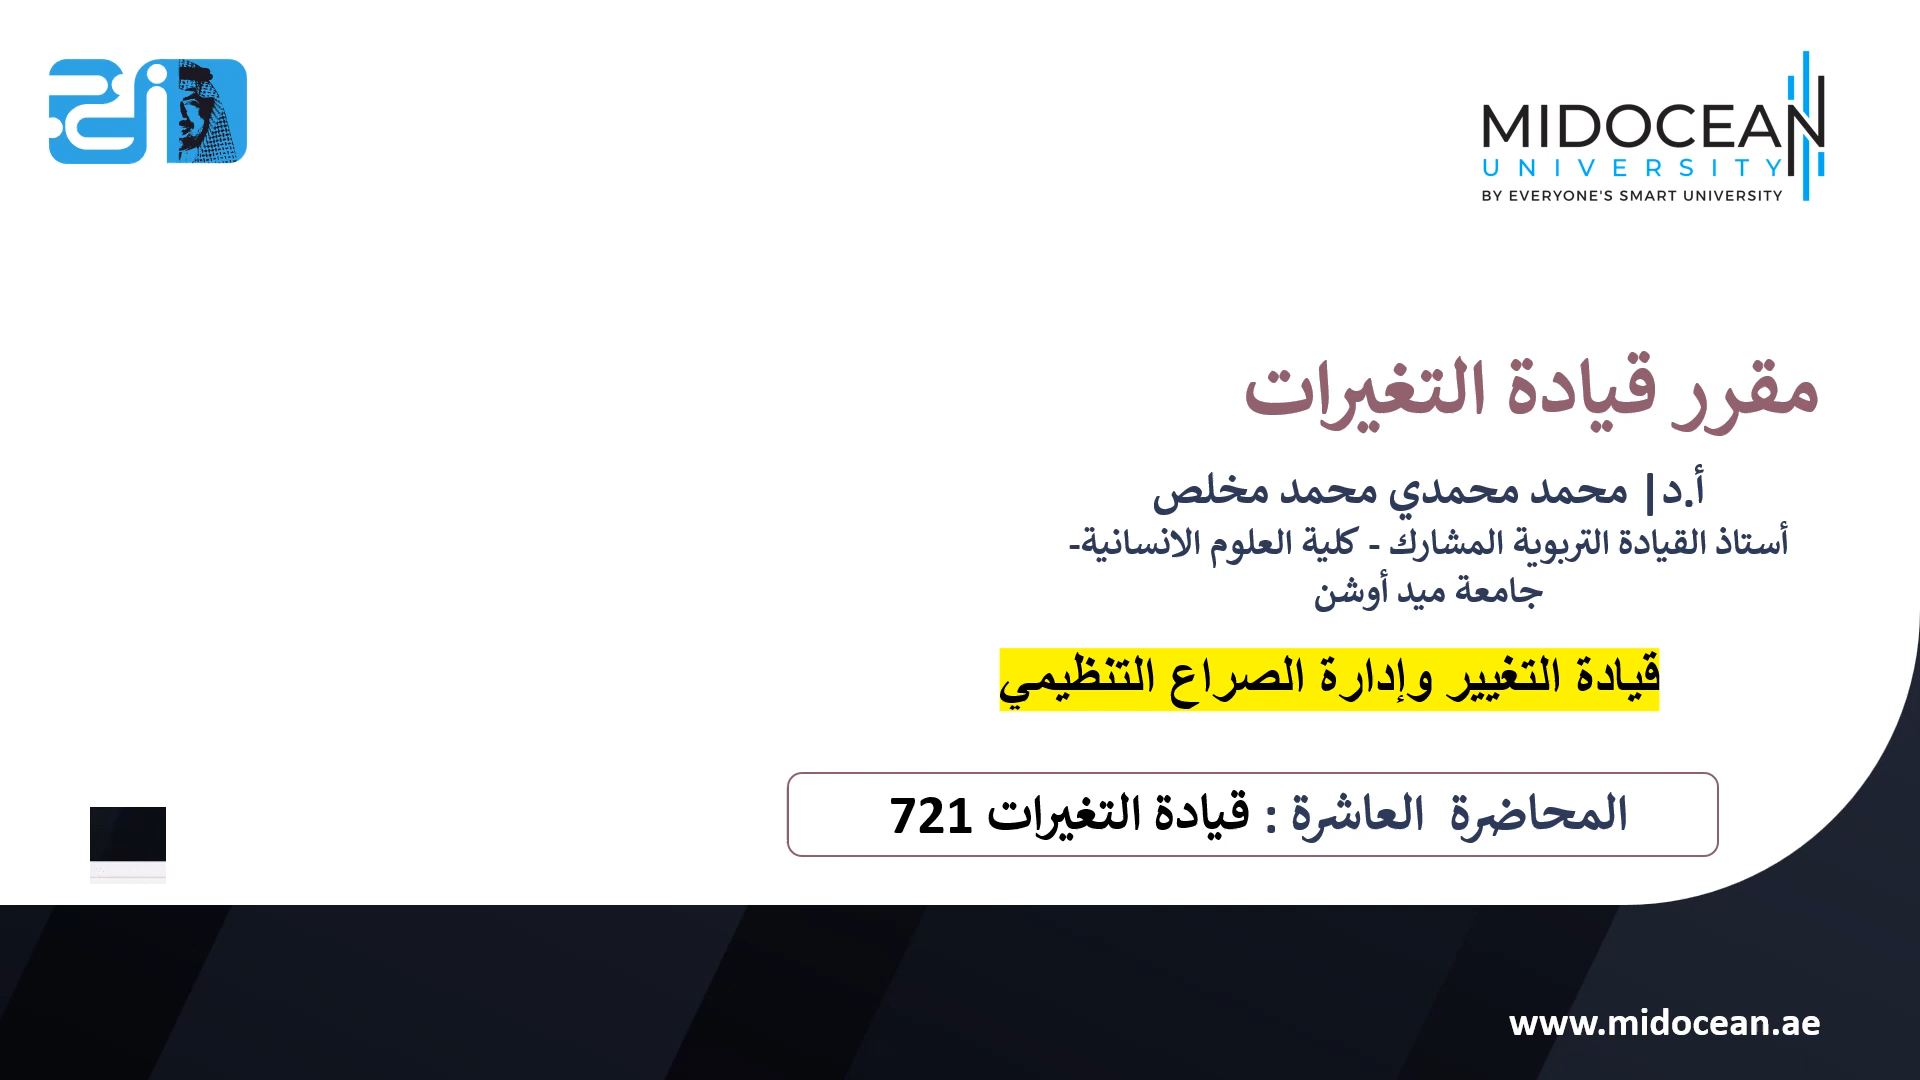 MIDOCEAN
UNIVERSITY
BY EVERYONE'S SMART UNIVERSITY
مقرر قيادة التغيرات
أ.د| محمد محمدي محمد مخلص
أستاذ القيادة التربوية المشارك - كلية العلوم الانسانية-
جامعة ميد أوشن
قيادة التغيير وإدارة الصراع التنظيمي
المحاضرة العاشرة : قيادة التغيرات 721
www.midocean.ae